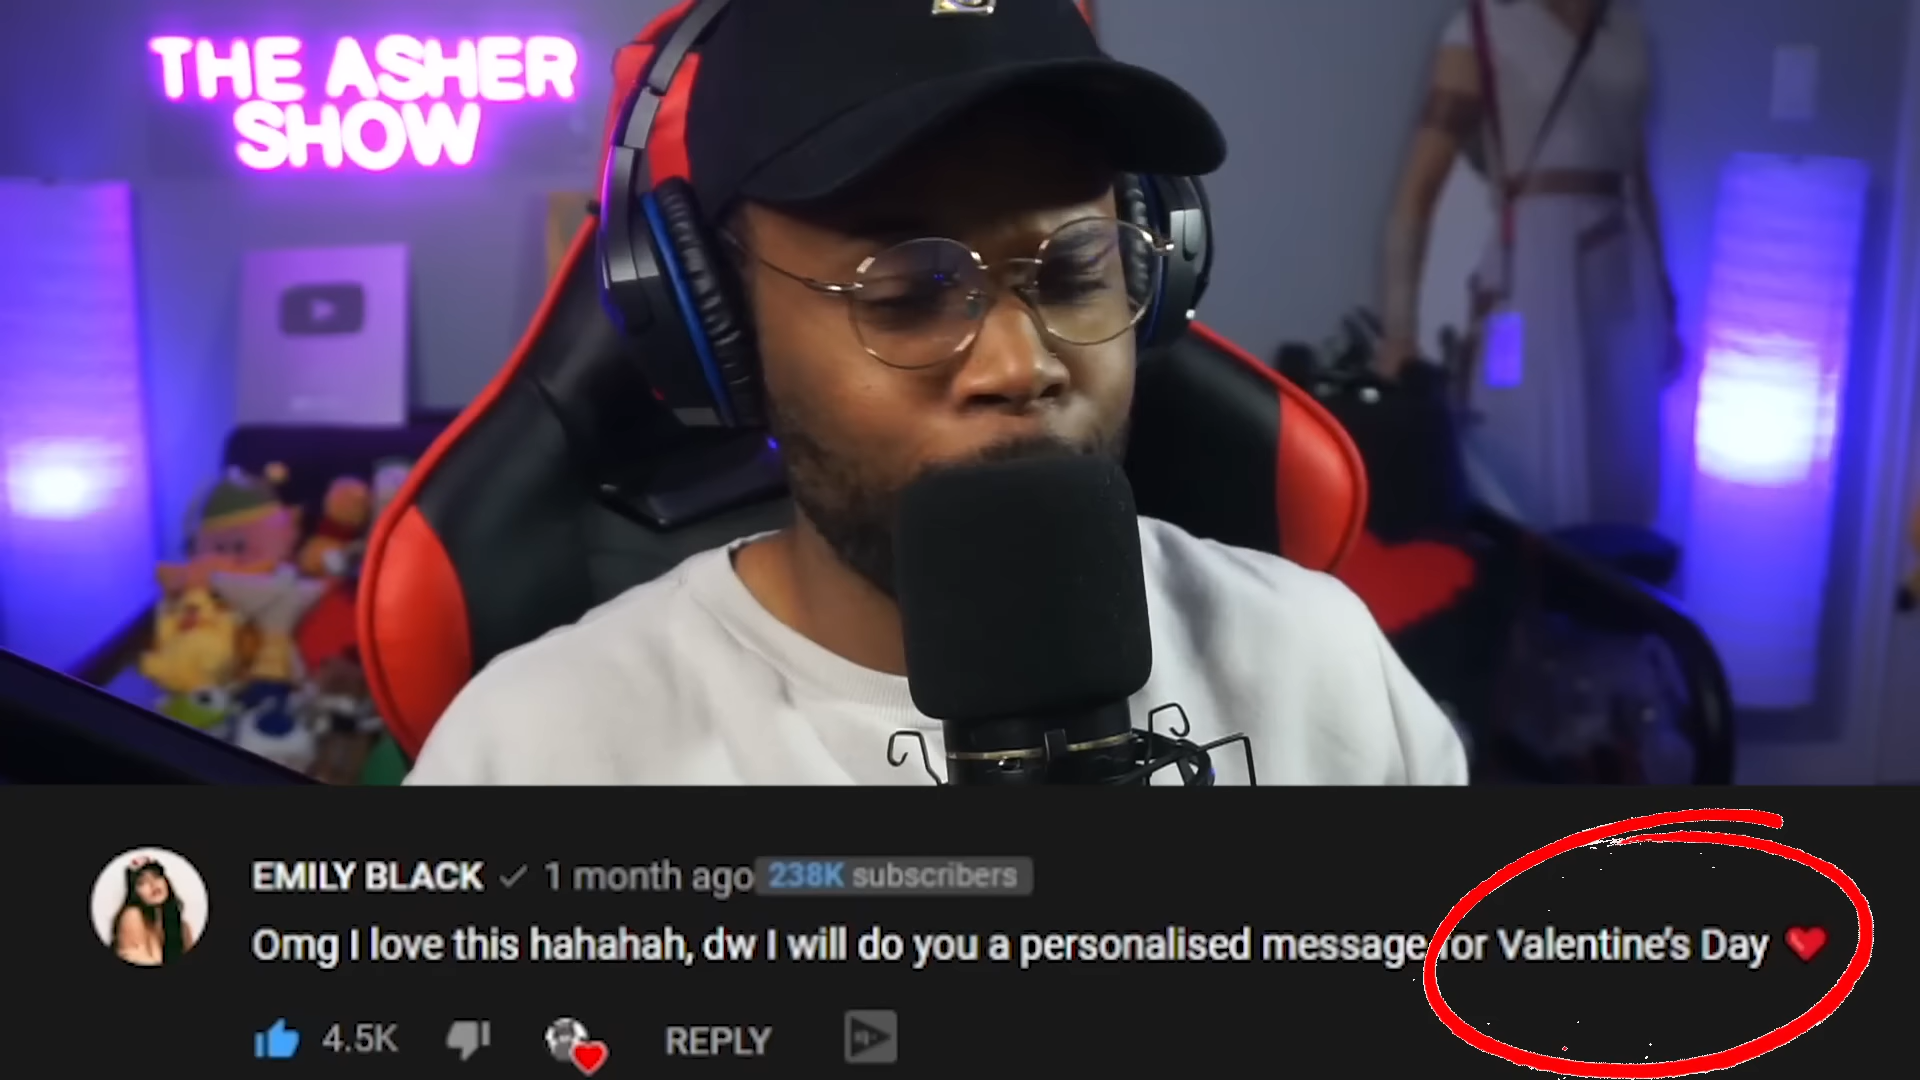 THE ASHER
SHOW
EMILY BLACK 1 month ago 238K subscribers
Omg I love this hahahah, dw I will do you a personalised message for Valentine's Day ❤
4.5K REPLY